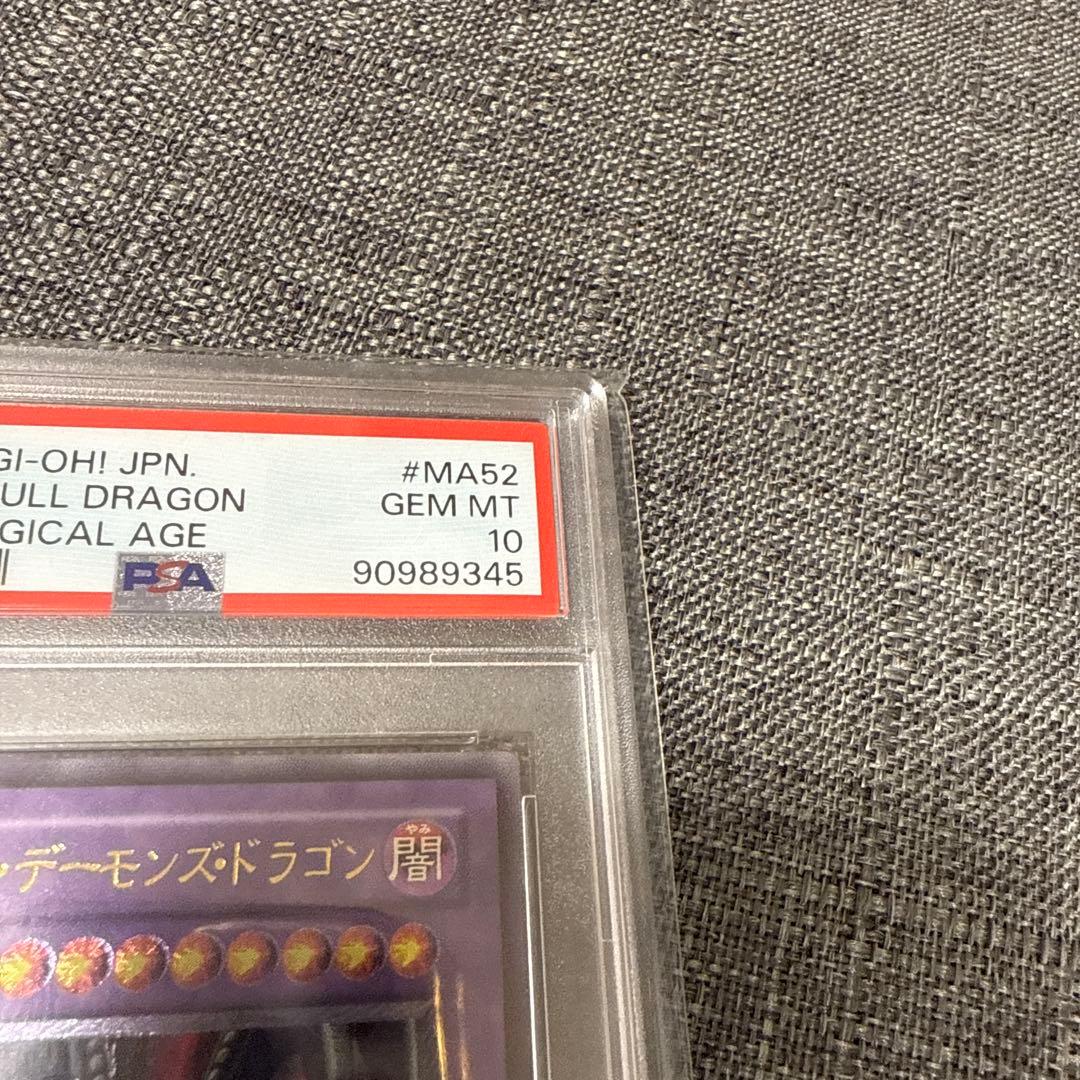 GI-OH! JPN. #MA52
ULL DRAGON GEM MT
GICAL AGE 10
PSA 90989345
やみ
・デーモンズ・ドラゴン 闇